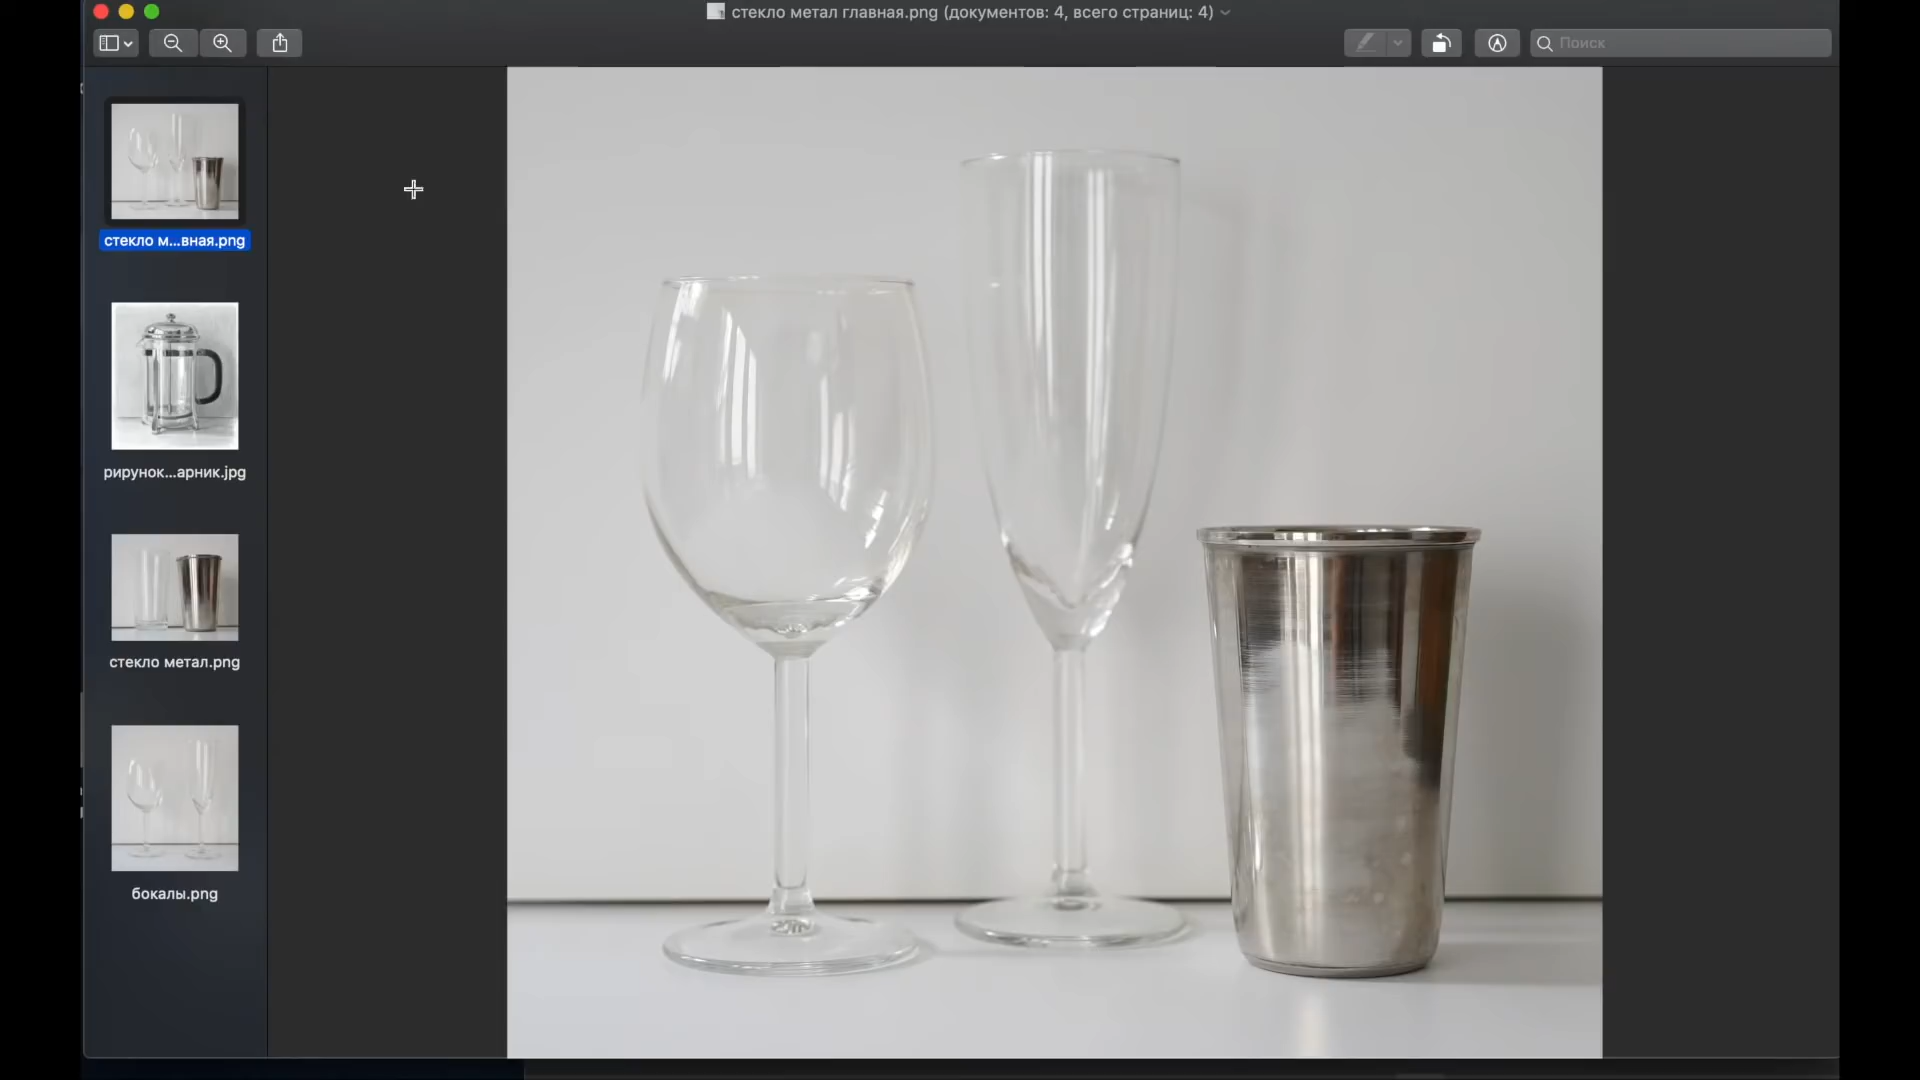 стекло метал главная.png (документов: 4, всего страниц: 4)
Поиск
стекло м...вная.png
рирунок...арник.jpg
стекло метал.png
бокалы.png